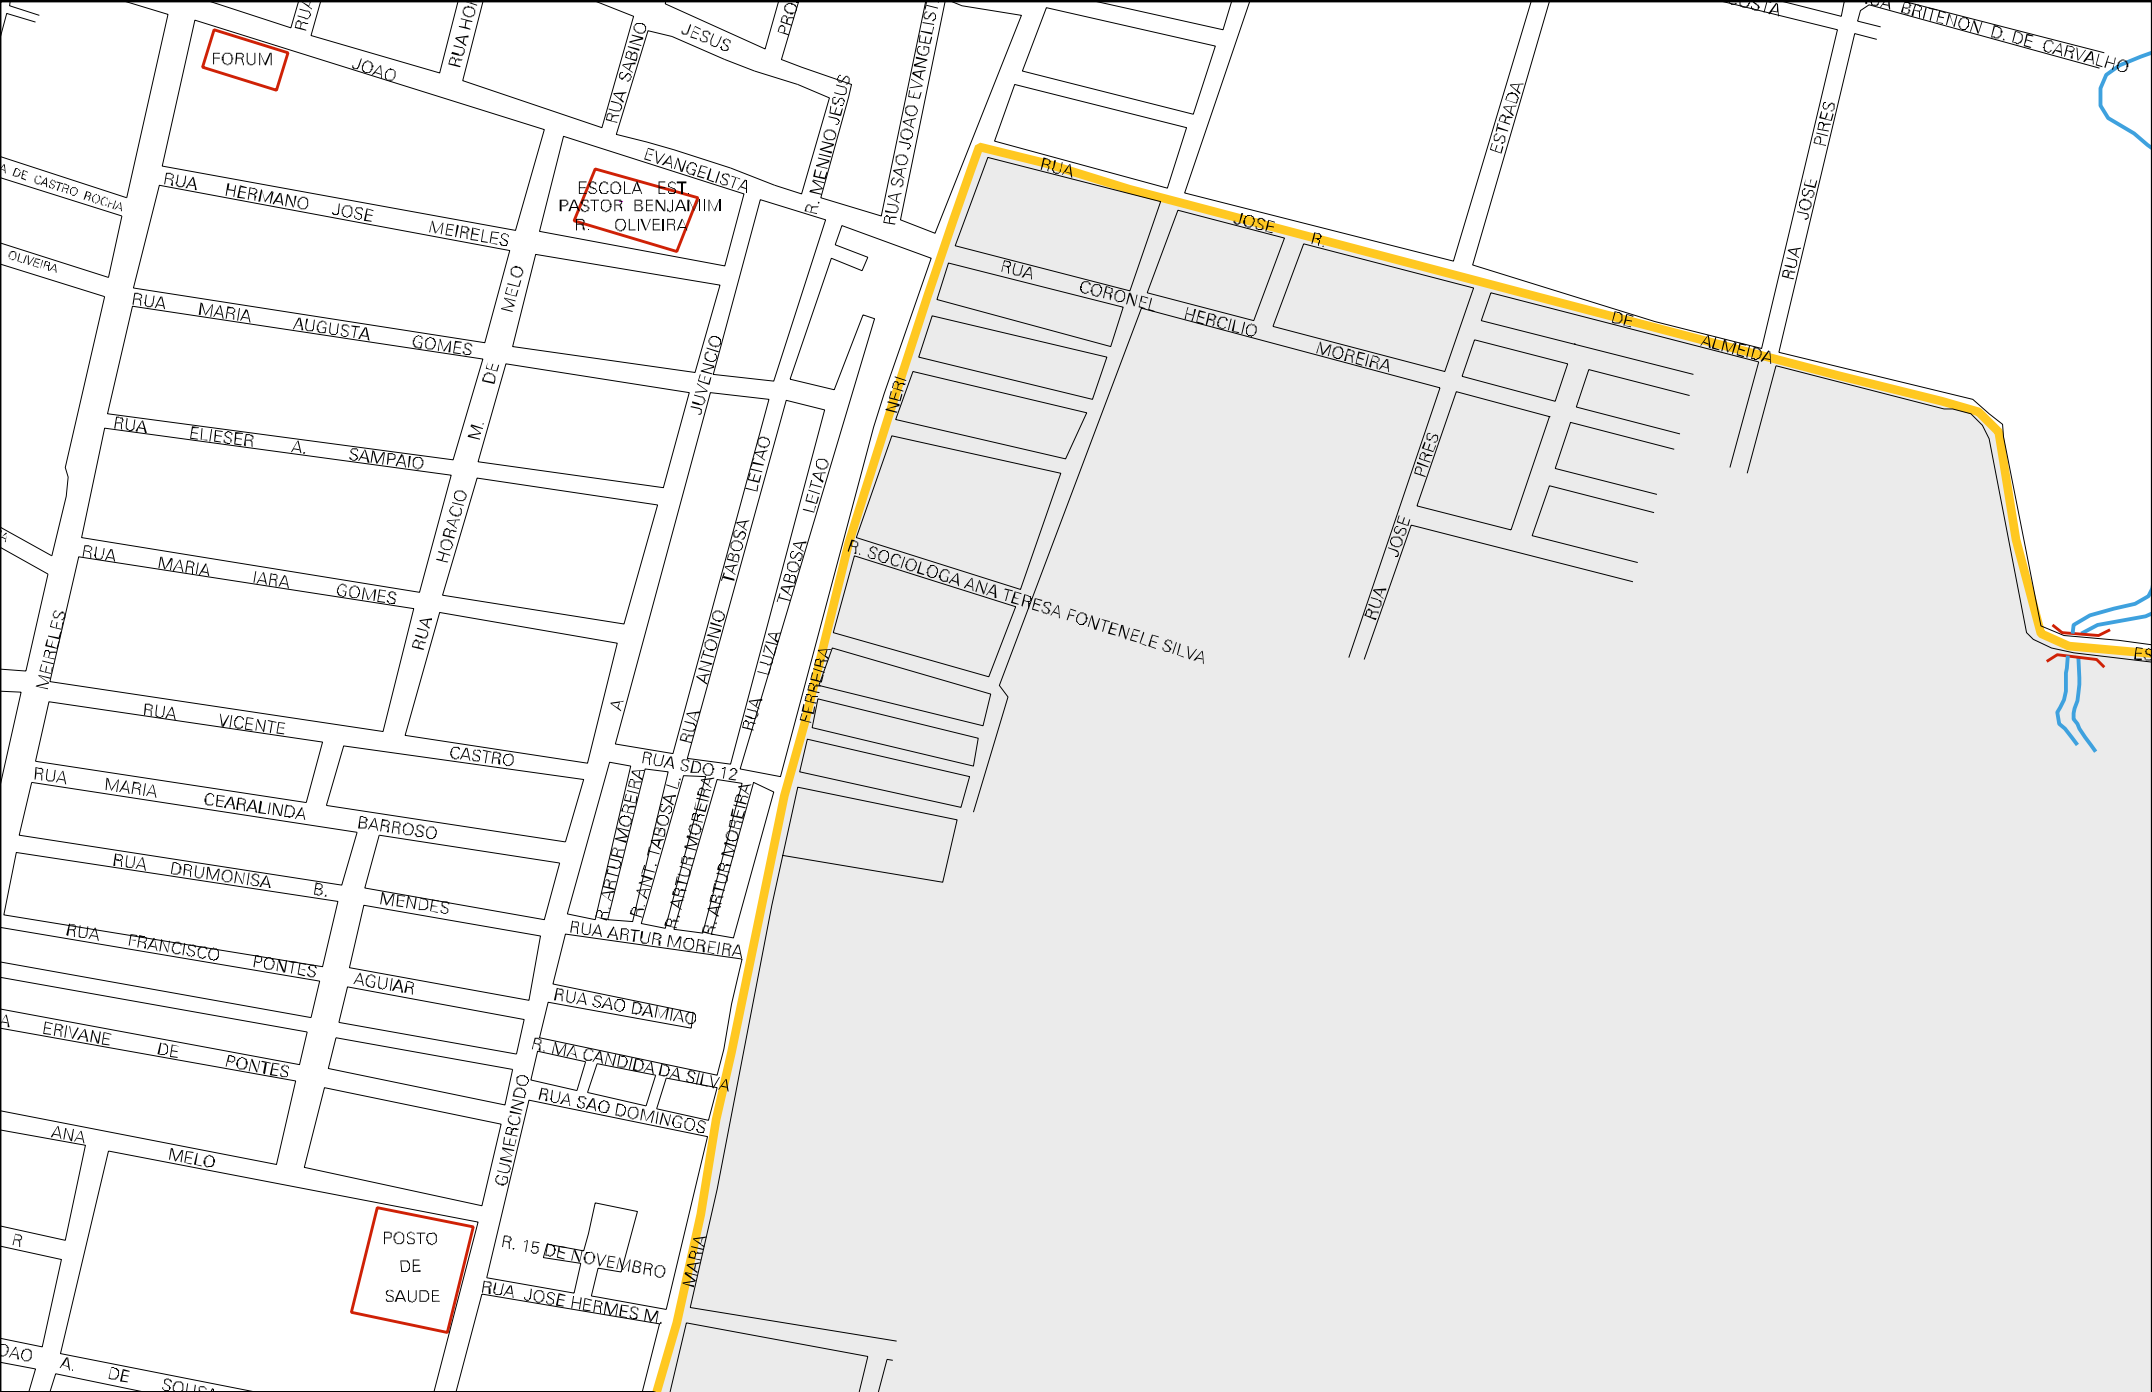 RUA
RUA HO
JOAO
FORUM
RUA SABINO
JESUS
PRO
R. MENINO JESUS
RUA SAO JOAO EVANGELIST
EVANGELISTA
ESCOLA EST.
PASTOR BENJAMIM
R. OLIVEIRA
BRITENON D. DE CARVALHO
ESTRADA
RUA JOSE PIRES
A DE CASTRO ROCHA
OLIVEIRA
RUA HERMANO JOSE MEIRELES
RUA MARIA AUGUSTA GOMES
RUA ELIESER A. SAMPAIO
RUA MARIA IARA GOMES
RUA HORACIO M. DE MELO
A JUVENCIO
RUA ANTONIO TABOSA LEITAO
RUA LUZIA TABOSA LEITAO
RUA JOSE R. DE ALMEIDA
RUA CORONEL HERCILIO MOREIRA
RUA JOSE PIRES
R. SOCIOLOGA ANA TERESA FONTENELE SILVA
MARIA FERREIRA NERI
MEIRELES
RUA VICENTE CASTRO
RUA SDO 12
RUA MARIA CEARALINDA BARROSO
R. ARTUR MOREIRA
R. ANT. TABOSA L.
R. ARTUR MOREIRA
R. ARTUR MOREIRA
RUA DRUMONISA B. MENDES
RUA ARTUR MOREIRA
RUA FRANCISCO PONTES AGUIAR
RUA SAO DAMIAO
A ERIVANE DE PONTES
R. MA CANDIDA DA SILVA
RUA SAO DOMINGOS
GUMERCINDO
ANA MELO
POSTO
DE
SAUDE
R. 15 DE NOVEMBRO
RUA JOSE HERMES M.
R
OAO A. DE SOUSA
ES